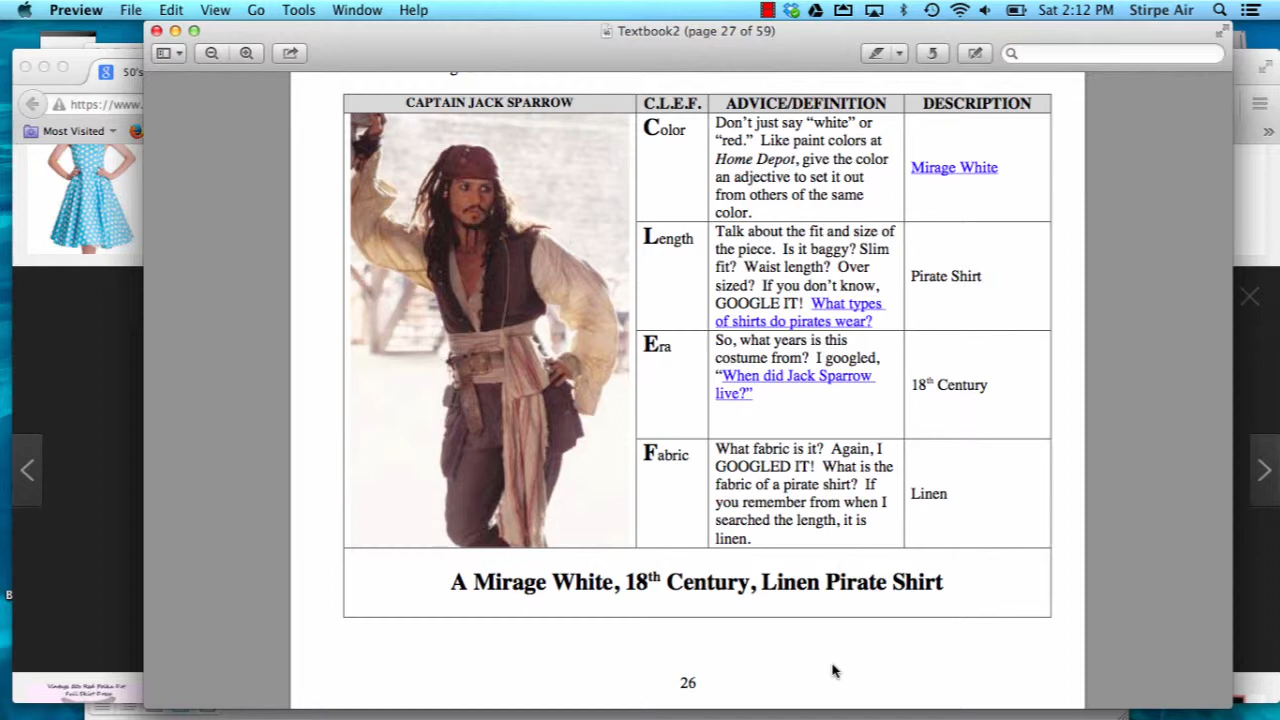 Preview File Edit View Go Tools Window Help Sat 2:12 PM Stirpe Air
Textbook2 (page 27 of 59)
50's
https://www.
Most Visited
CAPTAIN JACK SPARROW C.L.E.F. ADVICE/DEFINITION DESCRIPTION
Color
Don't just say “white” or
“red.” Like paint colors at
Home Depot, give the color
an adjective to set it out
from others of the same
color.
Mirage White
Length
Talk about the fit and size of
the piece. Is it baggy? Slim
fit? Waist length? Over
sized? If you don't know,
GOOGLE IT! What types
of shirts do pirates wear?
Pirate Shirt
Era
So, what years is this
costume from? I googled,
“When did Jack Sparrow
live?”
18th Century
Fabric
What fabric is it? Again, I
GOOGLED IT! What is the
fabric of a pirate shirt? If
you remember from when I
searched the length, it is
linen.
Linen
A Mirage White, 18th Century, Linen Pirate Shirt
26